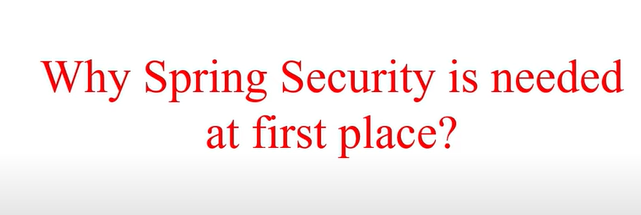 Why Spring Security is needed
at first place?